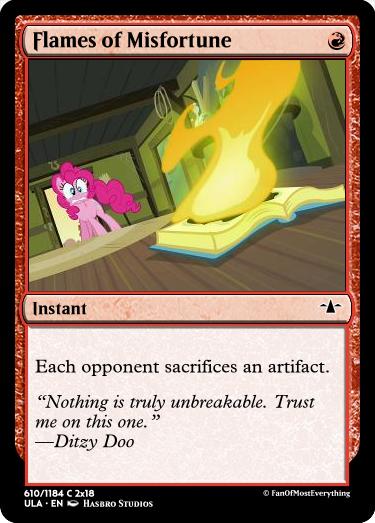 Flames of Misfortune
Instant
Each opponent sacrifices an artifact.
“Nothing is truly unbreakable. Trust
me on this one.”
—Ditzy Doo
610/1184 C 2x18
ULA • EN HASBRO STUDIOS
© FanOfMostEverything